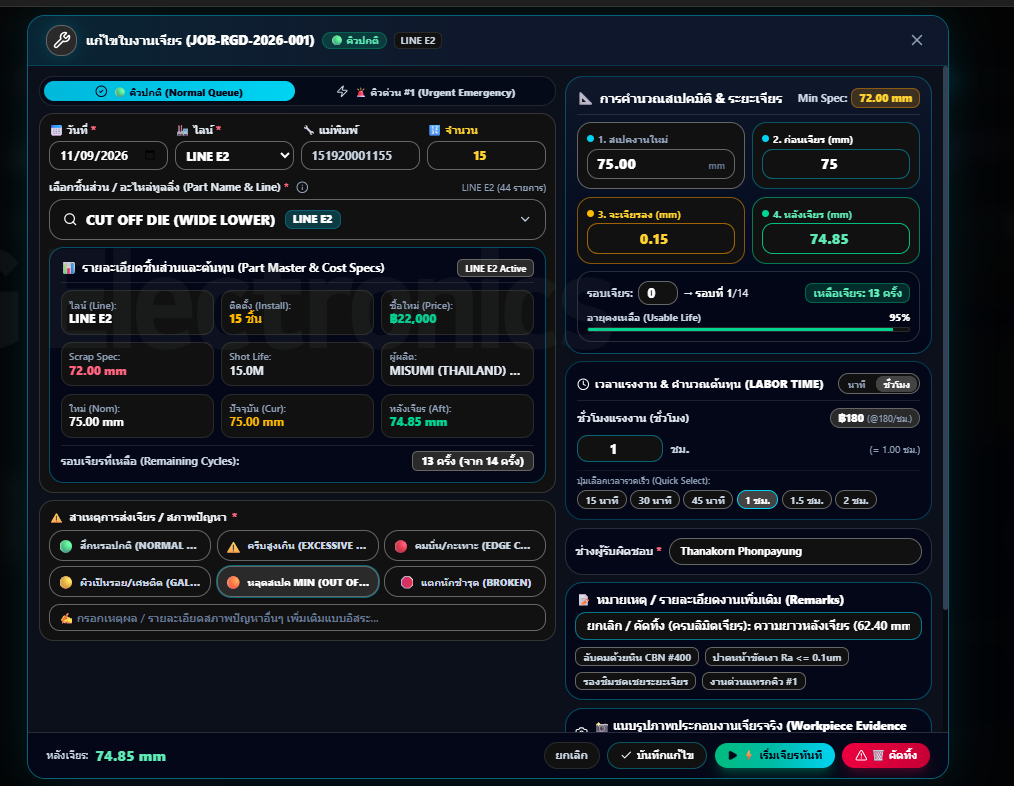 แก้ไขใบงานเจียร (JOB-RGD-2026-001) คิวปกติ LINE E2
คิวปกติ (Normal Queue)
คิวด่วน #1 (Urgent Emergency)
วันที่ * ไลน์ * แม่พิมพ์ จำนวน
11/09/2026 LINE E2 151920001155 15
เลือกชิ้นส่วน / อะไหล่ทูลลิ่ง (Part Name & Line) * LINE E2 (44 รายการ)
CUT OFF DIE (WIDE LOWER) LINE E2
รายละเอียดชิ้นส่วนและต้นทุน (Part Master & Cost Specs) LINE E2 Active
ไลน์ (Line): ติดตั้ง (Install): ซื้อใหม่ (Price):
LINE E2 15 ชิ้น ฿22,000
Scrap Spec: Shot Life: ผู้ผลิต:
72.00 mm 15.0M MISUMI (THAILAND) ...
ใหม่ (Nom): ปัจจุบัน (Cur): หลังเจียร (Aft):
75.00 mm 75.00 mm 74.85 mm
รอบเจียรที่เหลือ (Remaining Cycles): 13 ครั้ง (จาก 14 ครั้ง)
สาเหตุการส่งเจียร / สภาพปัญหา *
สึกหรอปกติ (NORMAL ... ครีบสูงเกิน (EXCESSIVE ... คมบิ่น/กะเทาะ (EDGE C...
ผิวเป็นรอย/เศษติด (GAL... หลุดสเปค MIN (OUT OF... แตกหักชำรุด (BROKEN)
กรอกเหตุผล / รายละเอียดสภาพปัญหาอื่นๆ เพิ่มเติมแบบอิสระ...
การคำนวณสเปคมิติ & ระยะเจียร Min Spec: 72.00 mm
1. สเปคงานใหม่ 2. ก่อนเจียร (mm)
75.00 mm 75
3. จะเจียรลง (mm) 4. หลังเจียร (mm)
0.15 74.85
รอบเจียร: 0 → รอบที่ 1/14 เหลือเจียร: 13 ครั้ง
อายุคงเหลือ (Usable Life) 95%
เวลาแรงงาน & คำนวณต้นทุน (LABOR TIME) นาที ชั่วโมง
ชั่วโมงแรงงาน (ชั่วโมง) ฿180 (@180/ชม.)
1 ชม. (= 1.00 ชม.)
ปุ่มเลือกเวลารวดเร็ว (Quick Select):
15 นาที 30 นาที 45 นาที 1 ชม. 1.5 ชม. 2 ชม.
ช่างผู้รับผิดชอบ * Thanakorn Phonpayung
หมายเหตุ / รายละเอียดงานเพิ่มเติม (Remarks)
ยกเลิก / คัดทิ้ง (ครบลิมิตเจียร): ความยาวหลังเจียร (62.40 mm
ลับคมด้วยหิน CBN #400 ปาดหน้าขัดเงา Ra <= 0.1um
รองชิมชดเชยระยะเจียร งานด่วนแทรกคิว #1
แนบรูปภาพประกอบงานเจียรจริง (Workpiece Evidence
หลังเจียร: 74.85 mm ยกเลิก บันทึกแก้ไข เริ่มเจียรทันที คัดทิ้ง